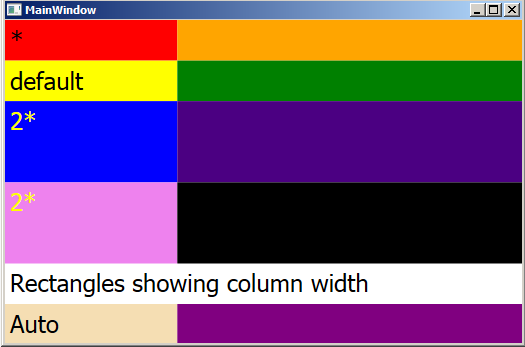 MainWindow
*
default
2*
2*
Rectangles showing column width
Auto